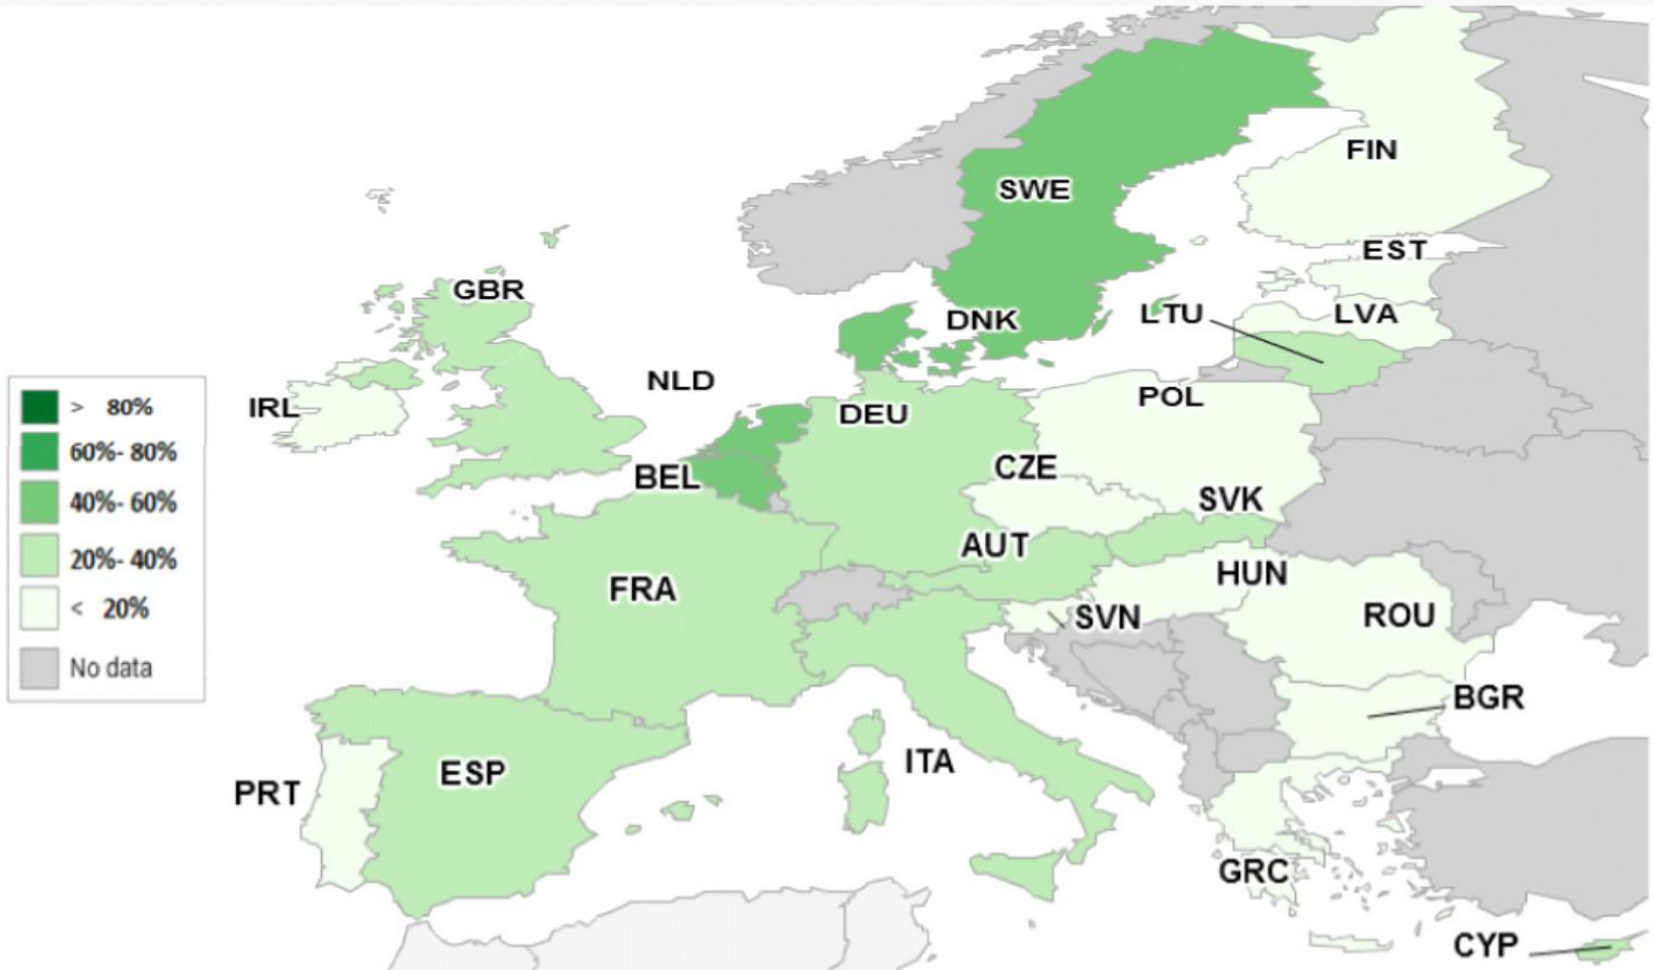 SWE
FIN
EST
GBR
DNK
LTU
LVA
NLD
POL
IRL
DEU
> 80%
60%- 80%
CZE
BEL
40%- 60%
SVK
AUT
20%- 40%
HUN
FRA
< 20%
SVN
ROU
No data
BGR
ITA
ESP
PRT
GRC
CYP